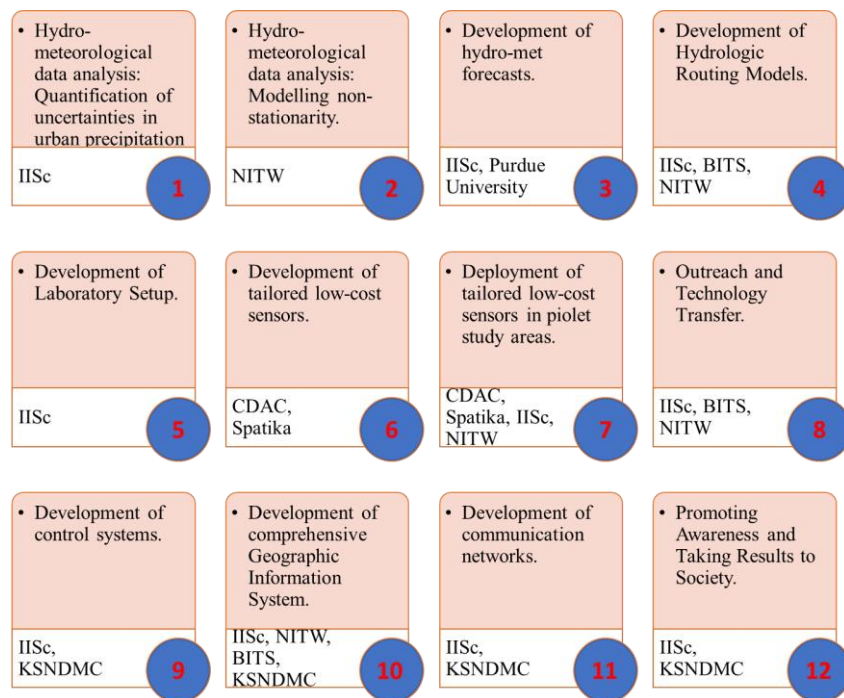 • Hydro-
meteorological
data analysis:
Quantification of
uncertainties in
urban precipitation
IISc
1
• Hydro-
meteorological
data analysis:
Modelling non-
stationarity.
NITW
2
• Development of
hydro-met
forecasts.
IISc, Purdue
University
3
• Development of
Hydrologic
Routing Models.
IISc, BITS,
NITW
4
• Development of
Laboratory Setup.
IISc
5
• Development of
tailored low-cost
sensors.
CDAC,
Spatika
6
• Deployment of
tailored low-cost
sensors in piolet
study areas.
CDAC,
Spatika, IISc,
NITW
7
• Outreach and
Technology
Transfer.
IISc, BITS,
NITW
8
• Development of
control systems.
IISc,
KSNDMC
9
• Development of
comprehensive
Geographic
Information
System.
IISc, NITW,
BITS,
KSNDMC
10
• Development of
communication
networks.
IISc,
KSNDMC
11
• Promoting
Awareness and
Taking Results to
Society.
IISc,
KSNDMC
12